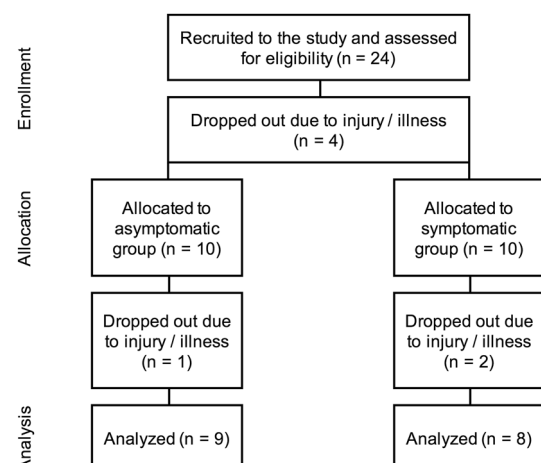 Enrollment
Recruited to the study and assessed
for eligibility (n = 24)
Dropped out due to injury / illness
(n = 4)
Allocation
Allocated to
asymptomatic
group (n = 10)
Allocated to
symptomatic
group (n = 10)
Dropped out due
to injury / illness
(n = 1)
Dropped out due
to injury / illness
(n = 2)
Analysis
Analyzed (n = 9)
Analyzed (n = 8)